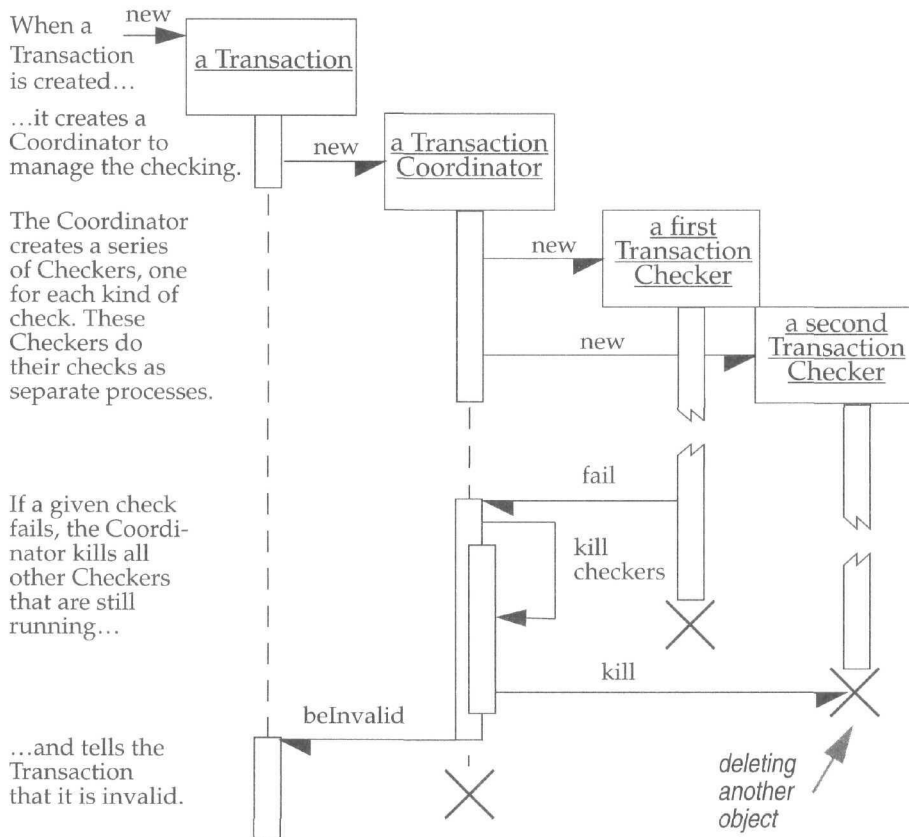 new
When a
Transaction
is created…
a Transaction
…it creates a
Coordinator to
manage the checking.
new
a Transaction
Coordinator
The Coordinator
creates a series
of Checkers, one
for each kind of
check. These
Checkers do
their checks as
separate processes.
new
a first
Transaction
Checker
new
a second
Transaction
Checker
fail
If a given check
fails, the Coordi-
nator kills all
other Checkers
that are still
running…
kill
checkers
kill
beInvalid
…and tells the
Transaction
that it is invalid.
deleting
another
object